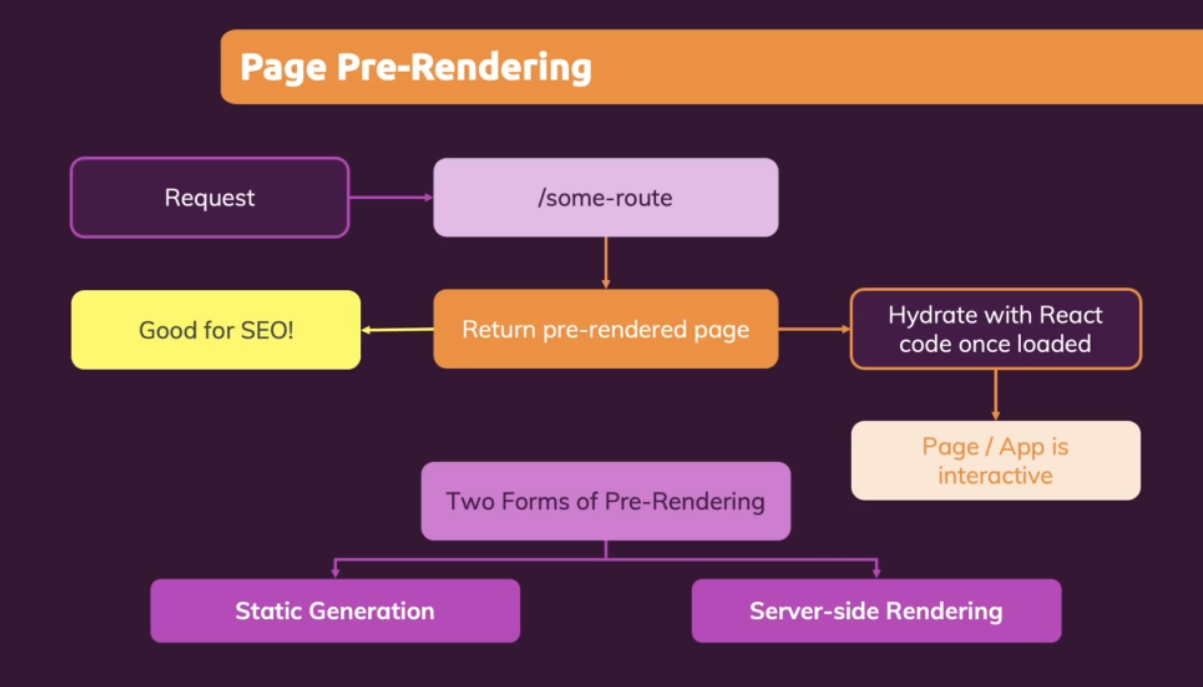 Page Pre-Rendering
Request
/some-route
Good for SEO!
Return pre-rendered page
Hydrate with React
code once loaded
Page / App is
interactive
Two Forms of Pre-Rendering
Static Generation
Server-side Rendering